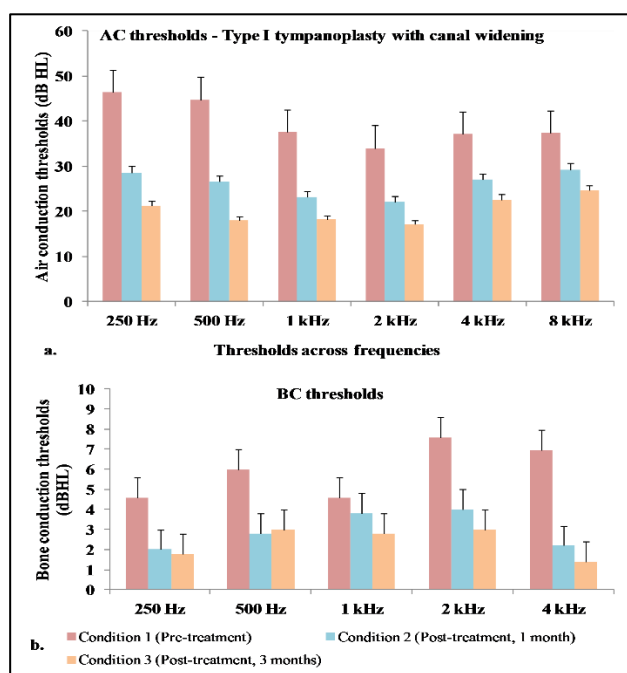 AC thresholds - Type I tympanoplasty with canal widening
Air conduction thresholds (dB HL)
60
50
40
30
20
10
0
250 Hz 500 Hz 1 kHz 2 kHz 4 kHz 8 kHz
a. Thresholds across frequencies
BC thresholds
Bone conduction thresholds
(dBHL)
10
9
8
7
6
5
4
3
2
1
0
250 Hz 500 Hz 1 kHz 2 kHz 4 kHz
Condition 1 (Pre-treatment) Condition 2 (Post-treatment, 1 month)
b.
Condition 3 (Post-treatment, 3 months)